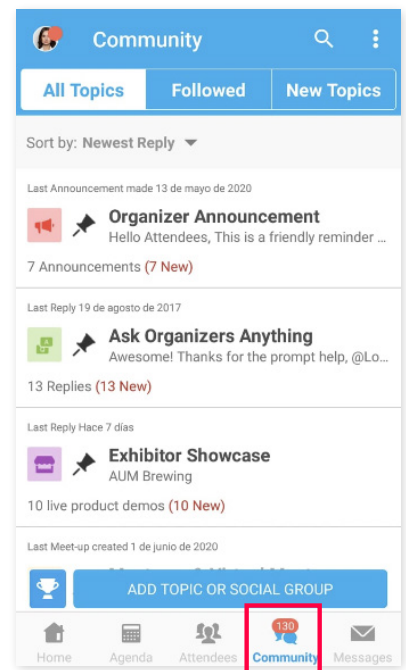 Community
All Topics Followed New Topics
Sort by: Newest Reply
Last Announcement made 13 de mayo de 2020
Organizer Announcement
Hello Attendees, This is a friendly reminder ...
7 Announcements (7 New)
Last Reply 19 de agosto de 2017
Ask Organizers Anything
Awesome! Thanks for the prompt help, @Lo...
13 Replies (13 New)
Last Reply Hace 7 días
Exhibitor Showcase
AUM Brewing
10 live product demos (10 New)
Last Meet-up created 1 de junio de 2020
ADD TOPIC OR SOCIAL GROUP
130
Home Agenda Attendees Community Messages